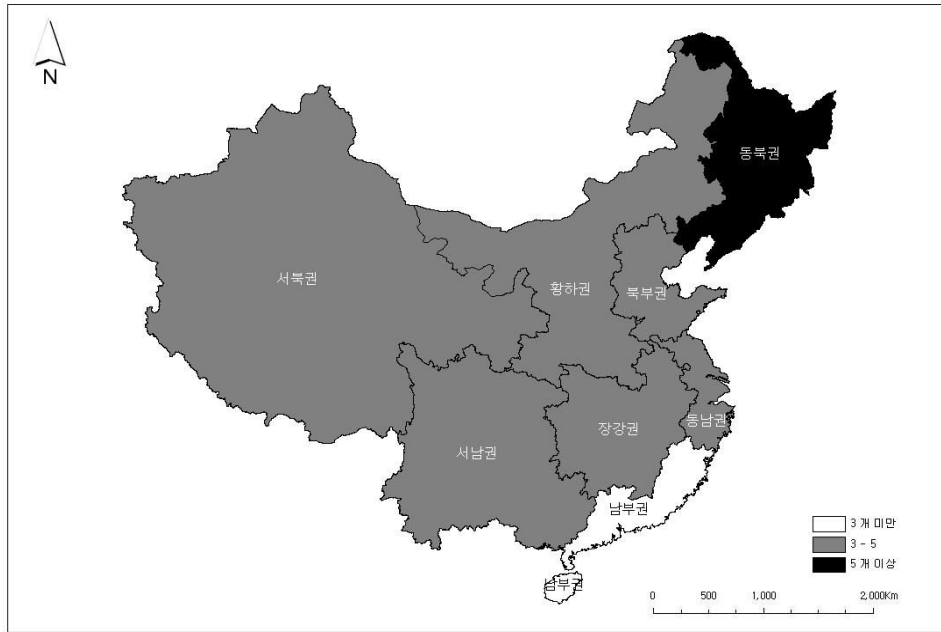 N
동북권
서북권
황하권
북부권
동남권
장강권
서남권
남부권
남부권
3 개 미만
3 - 5
5 개 이상
0 500 1,000 2,000Km